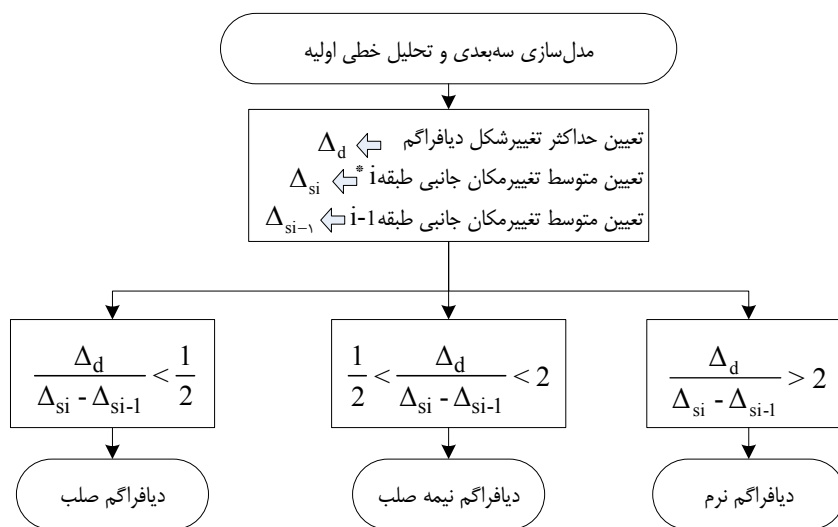 مدل‌سازی سه‌بعدی و تحلیل خطی اولیه
تعیین حداکثر تغییرشکل دیافراگم ⇐ Δd
تعیین متوسط تغییرمکان جانبی طبقه i* ⇐ Δsi
تعیین متوسط تغییرمکان جانبی طبقه i-1 ⇐ Δsi−۱
Δd / (Δsi - Δsi-1) > 2
1/2 < Δd / (Δsi - Δsi-1) < 2
Δd / (Δsi - Δsi-1) < 1/2
دیافراگم نرم
دیافراگم نیمه صلب
دیافراگم صلب